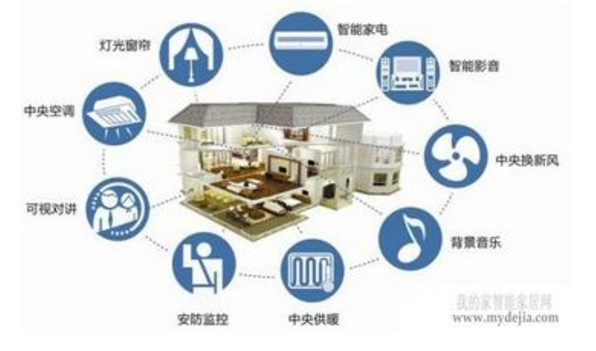 智能家电
灯光窗帘
智能影音
中央空调
中央换新风
可视对讲
背景音乐
安防监控
中央供暖
我的家智能家居网
www.mydejia.com